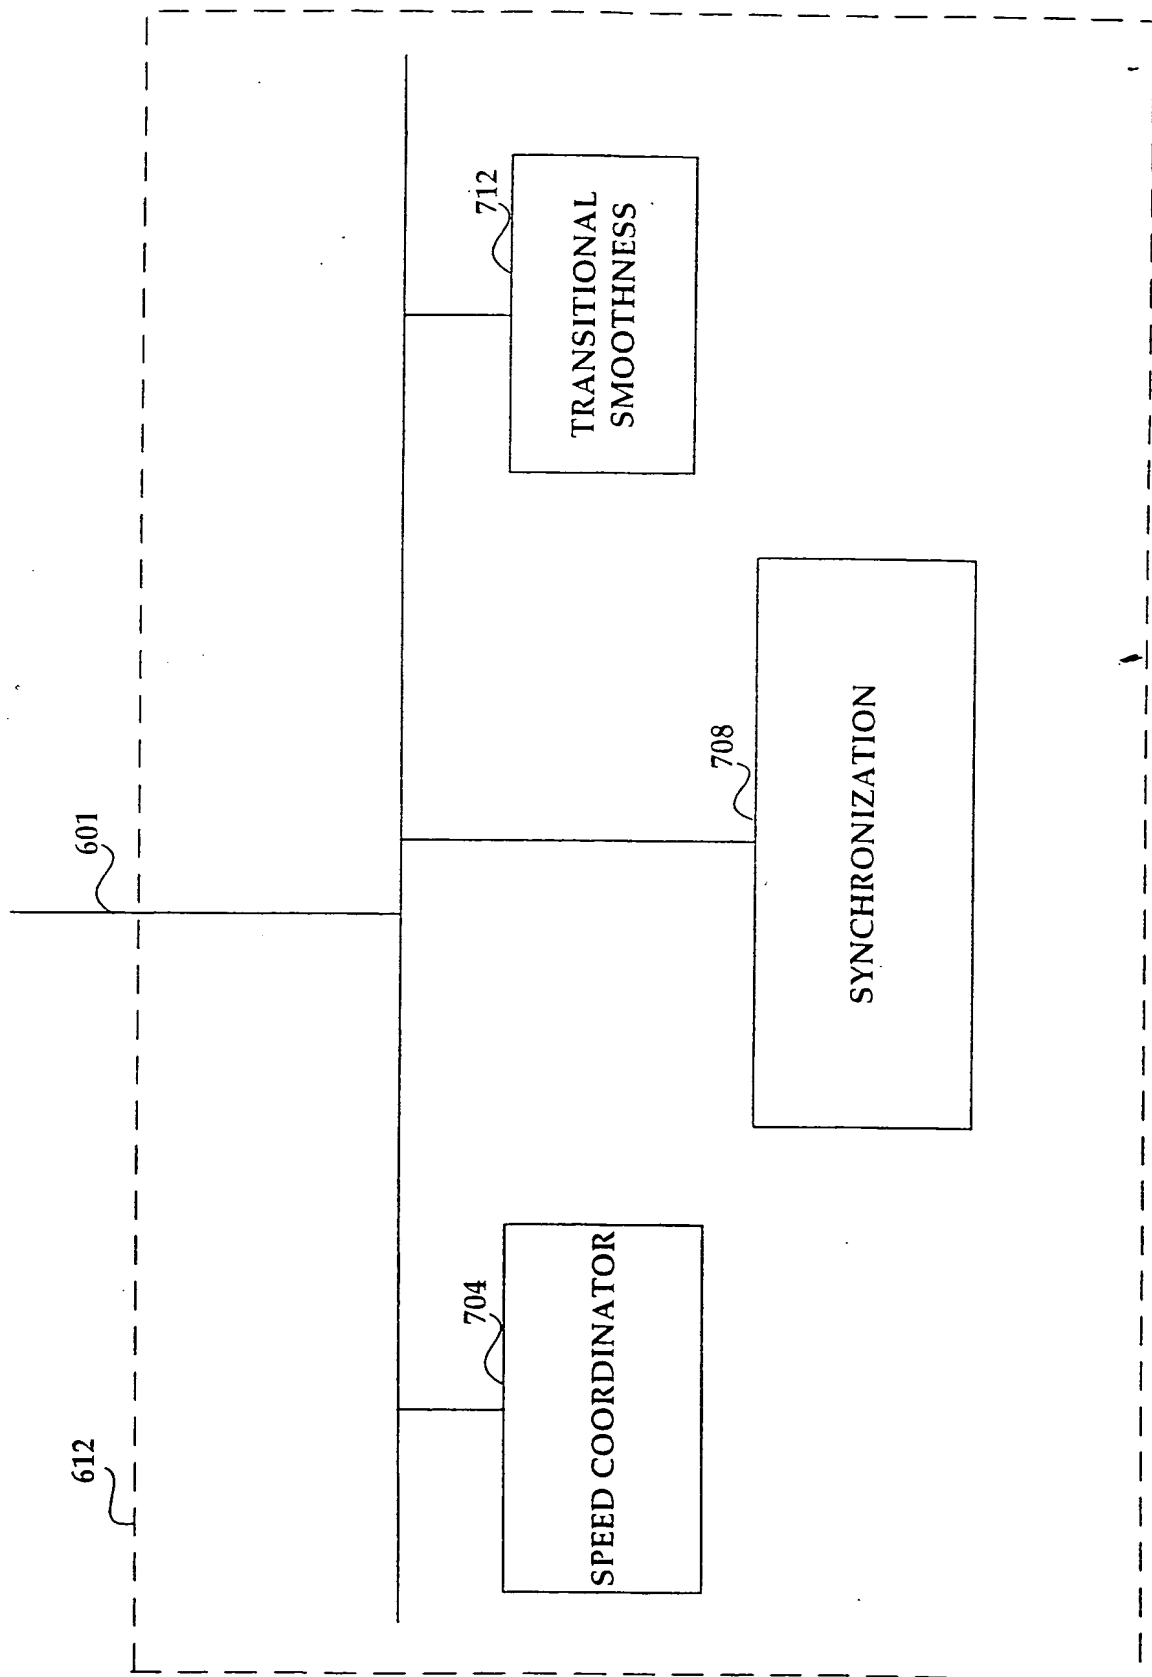 612
601
704
SPEED COORDINATOR
708
SYNCHRONIZATION
712
TRANSITIONAL
SMOOTHNESS